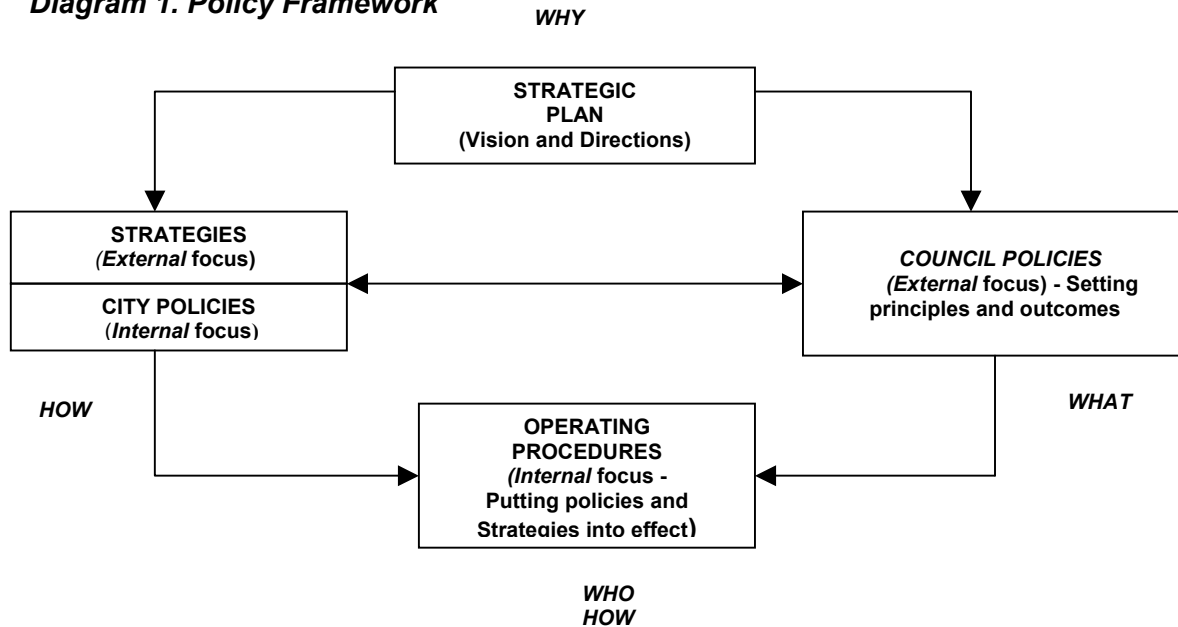 Diagram 1. Policy Framework
WHY
STRATEGIC
PLAN
(Vision and Directions)
STRATEGIES
(External focus)
CITY POLICIES
(Internal focus)
COUNCIL POLICIES
(External focus) - Setting
principles and outcomes
HOW
WHAT
OPERATING
PROCEDURES
(Internal focus -
Putting policies and
Strategies into effect)
WHO
HOW